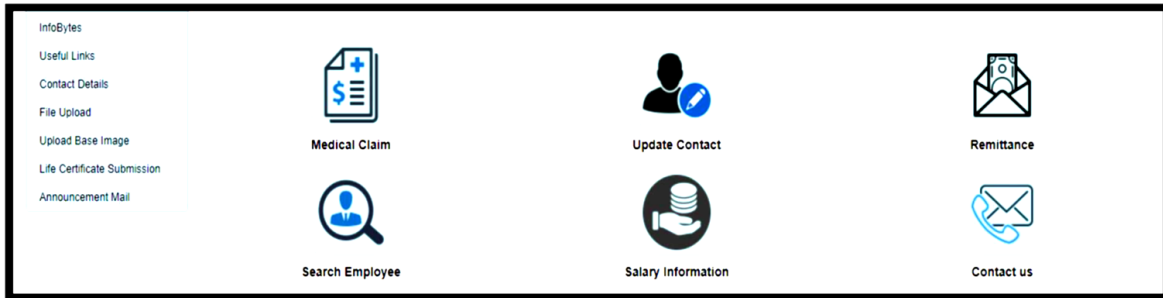 InfoBytes
Useful Links
Contact Details
File Upload
Upload Base Image
Life Certificate Submission
Announcement Mail
Medical Claim
Update Contact
Remittance
Search Employee
Salary Information
Contact us